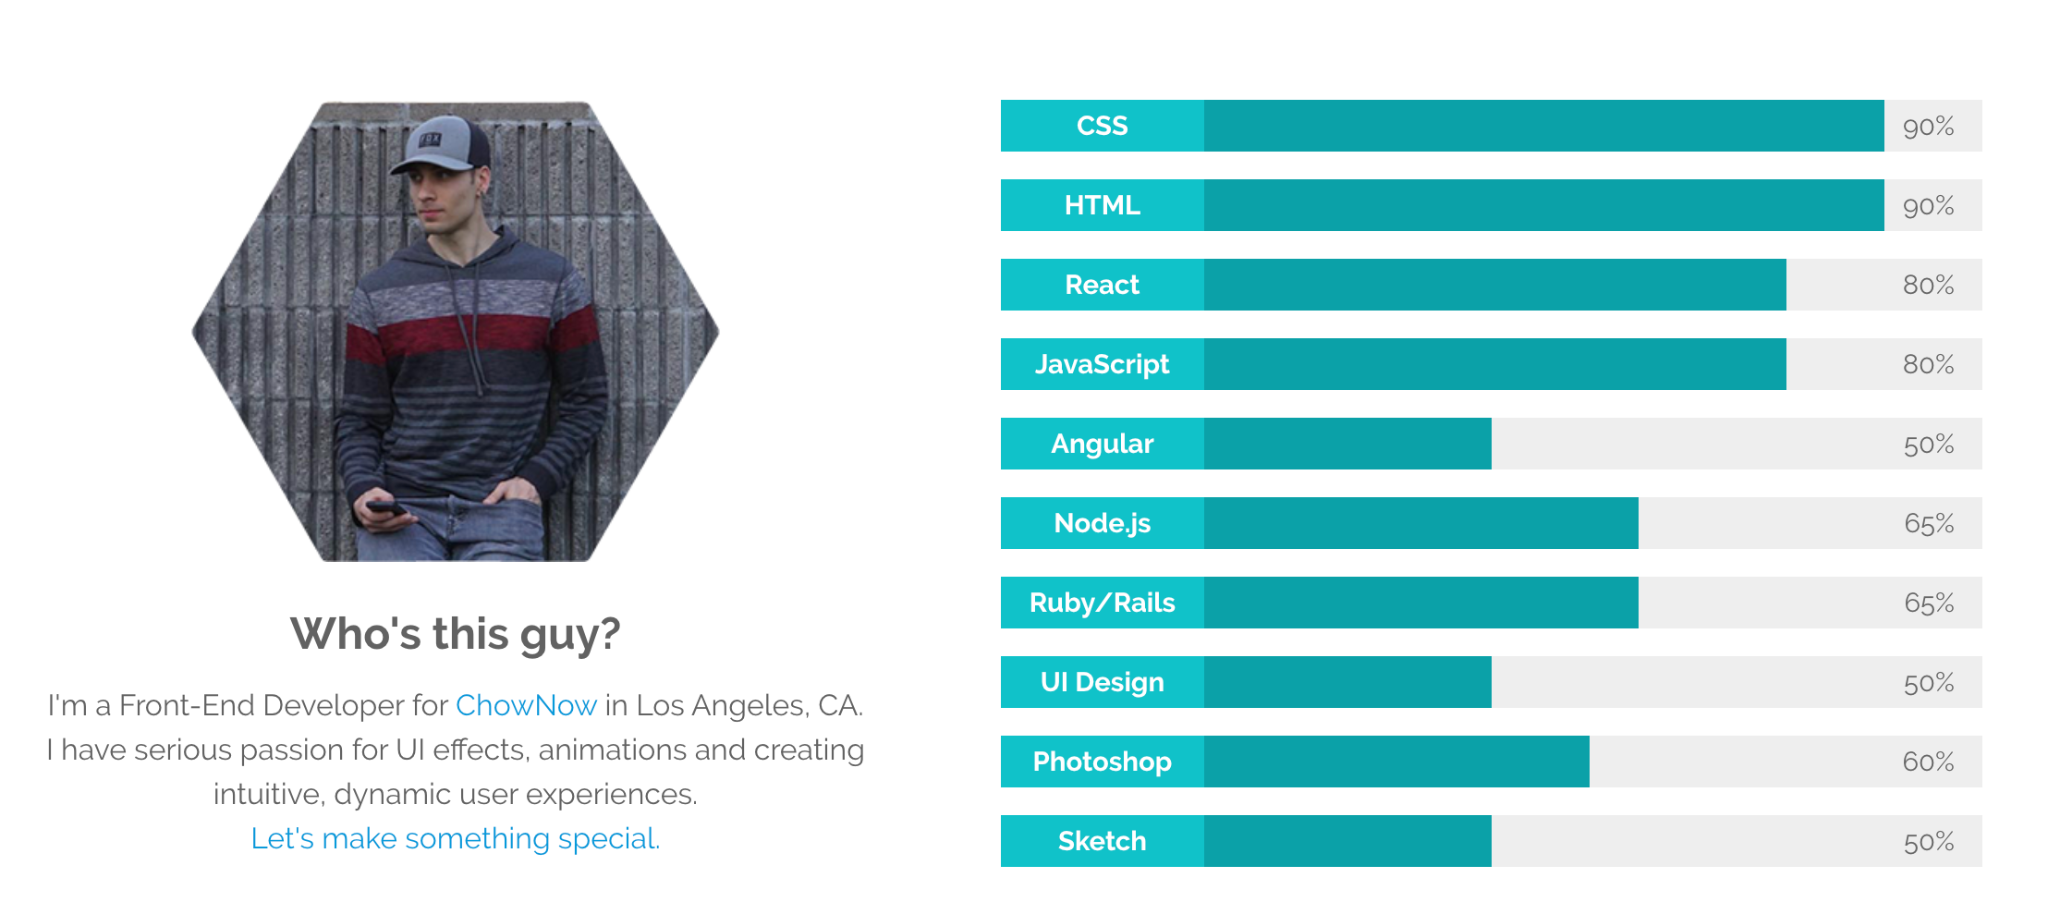 FOX
Who's this guy?
I'm a Front-End Developer for ChowNow in Los Angeles, CA.
I have serious passion for UI effects, animations and creating
intuitive, dynamic user experiences.
Let's make something special.
CSS 90%
HTML 90%
React 80%
JavaScript 80%
Angular 50%
Node.js 65%
Ruby/Rails 65%
UI Design 50%
Photoshop 60%
Sketch 50%